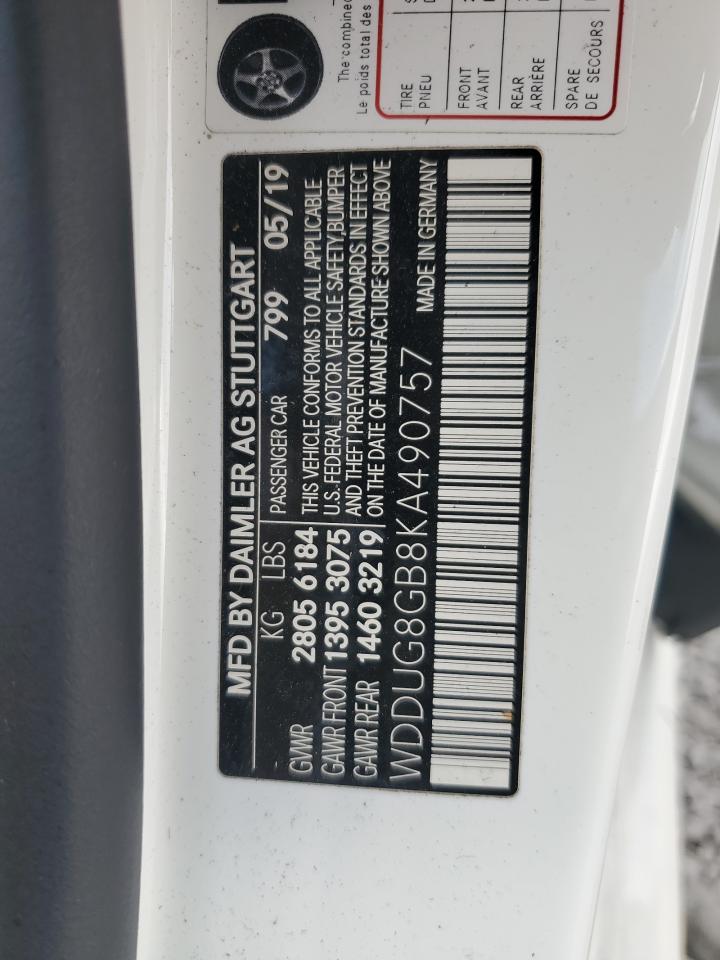 The combined
Le poids total des
TIRE
PNEU
FRONT
AVANT
REAR
ARRIÈRE
SPARE
DE SECOURS
MFD BY DAIMLER AG STUTTGART
KG LBS PASSENGER CAR 799 05/19
GVWR 2805 6184
GAWR FRONT 1395 3075
GAWR REAR 1460 3219
THIS VEHICLE CONFORMS TO ALL APPLICABLE
U.S. FEDERAL MOTOR VEHICLE SAFETY,BUMPER
AND THEFT PREVENTION STANDARDS IN EFFECT
ON THE DATE OF MANUFACTURE SHOWN ABOVE
WDDUG8GB8KA490757 MADE IN GERMANY